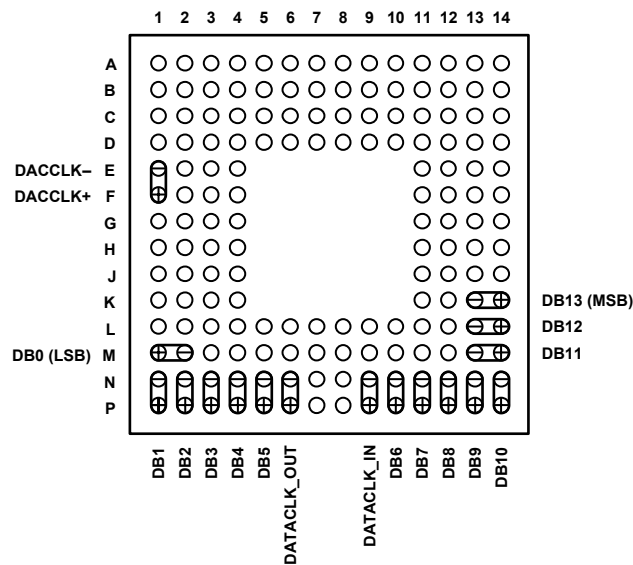 1 2 3 4 5 6 7 8 9 10 11 12 13 14
A
B
C
D
DACCLK– E
DACCLK+ F
G
H
J
K DB13 (MSB)
L DB12
DB0 (LSB) M DB11
N
P
DB1 DB2 DB3 DB4 DB5 DATACLK_OUT DATACLK_IN DB6 DB7 DB8 DB9 DB10